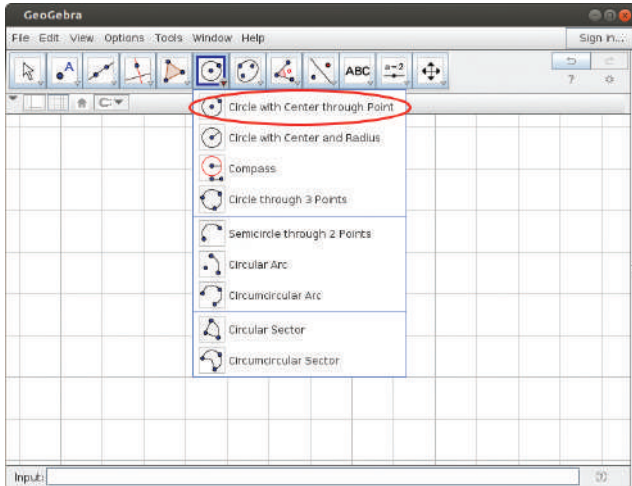 GeoGebra
File Edit View Options Tools Window Help
Sign in...
A
ABC
a=2
?
Circle with Center through Point
Circle with Center and Radius
Compass
Circle through 3 Points
Semicircle through 2 Points
Circular Arc
Circumcircular Arc
Circular Sector
Circumcircular Sector
Input: